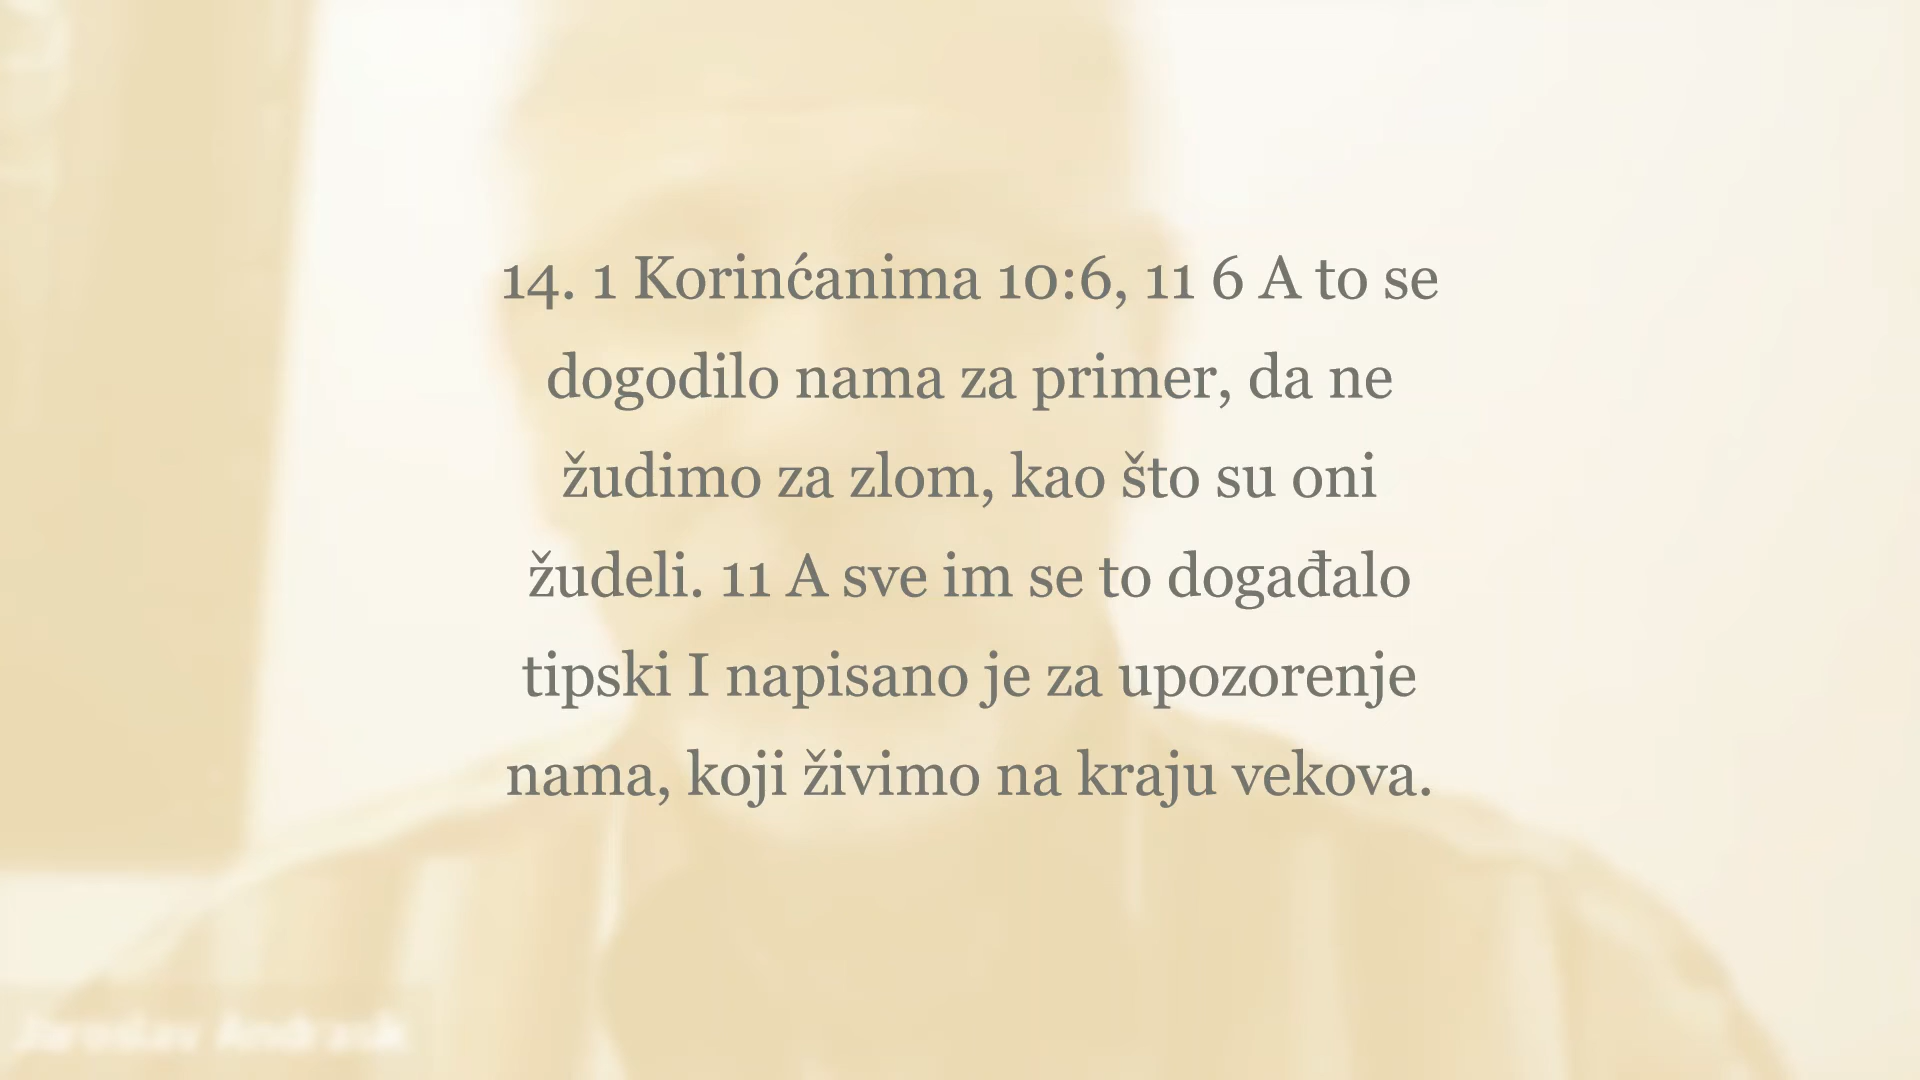 14. 1 Korinćanima 10:6, 11 6 A to se
dogodilo nama za primer, da ne
žudimo za zlom, kao što su oni
žudeli. 11 A sve im se to događalo
tipski I napisano je za upozorenje
nama, koji živimo na kraju vekova.
Jaroslav Andrasik